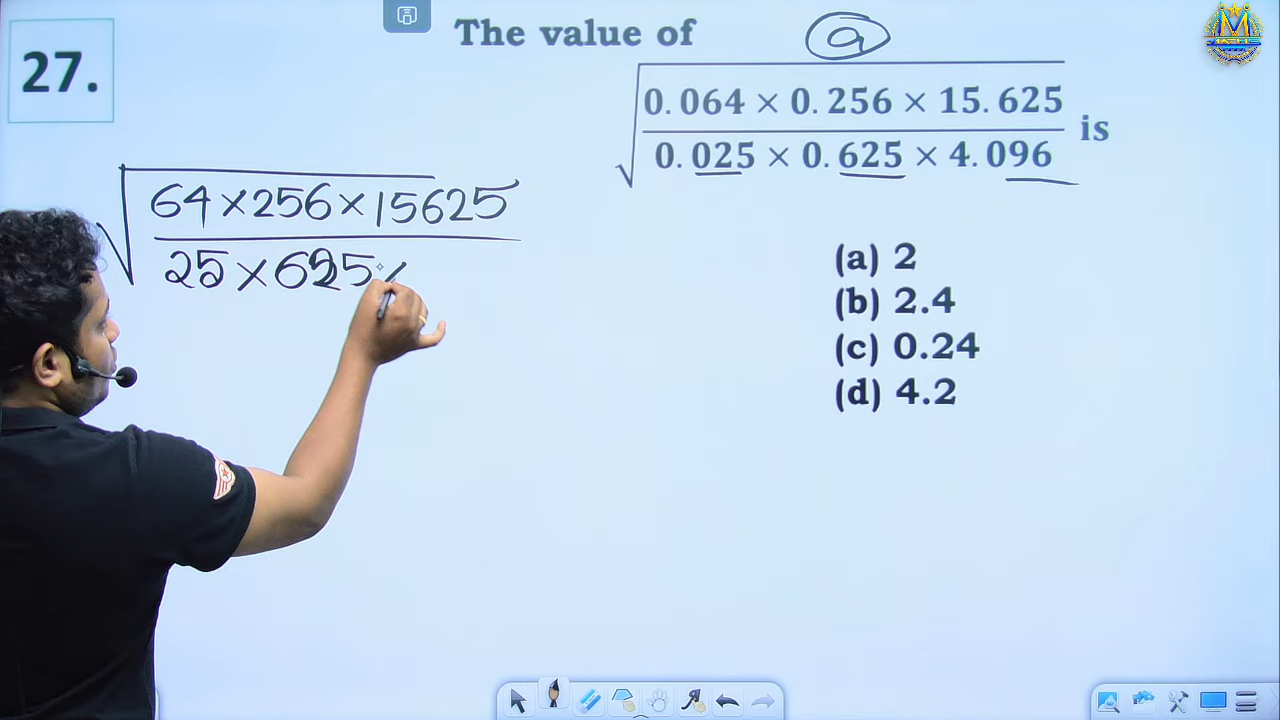 27.
The value of
a
√(0.064 × 0.256 × 15.625 / 0.025 × 0.625 × 4.096) is
√(64 × 256 × 15625 / 25 × 625 ×
(a) 2
(b) 2.4
(c) 0.24
(d) 4.2
M